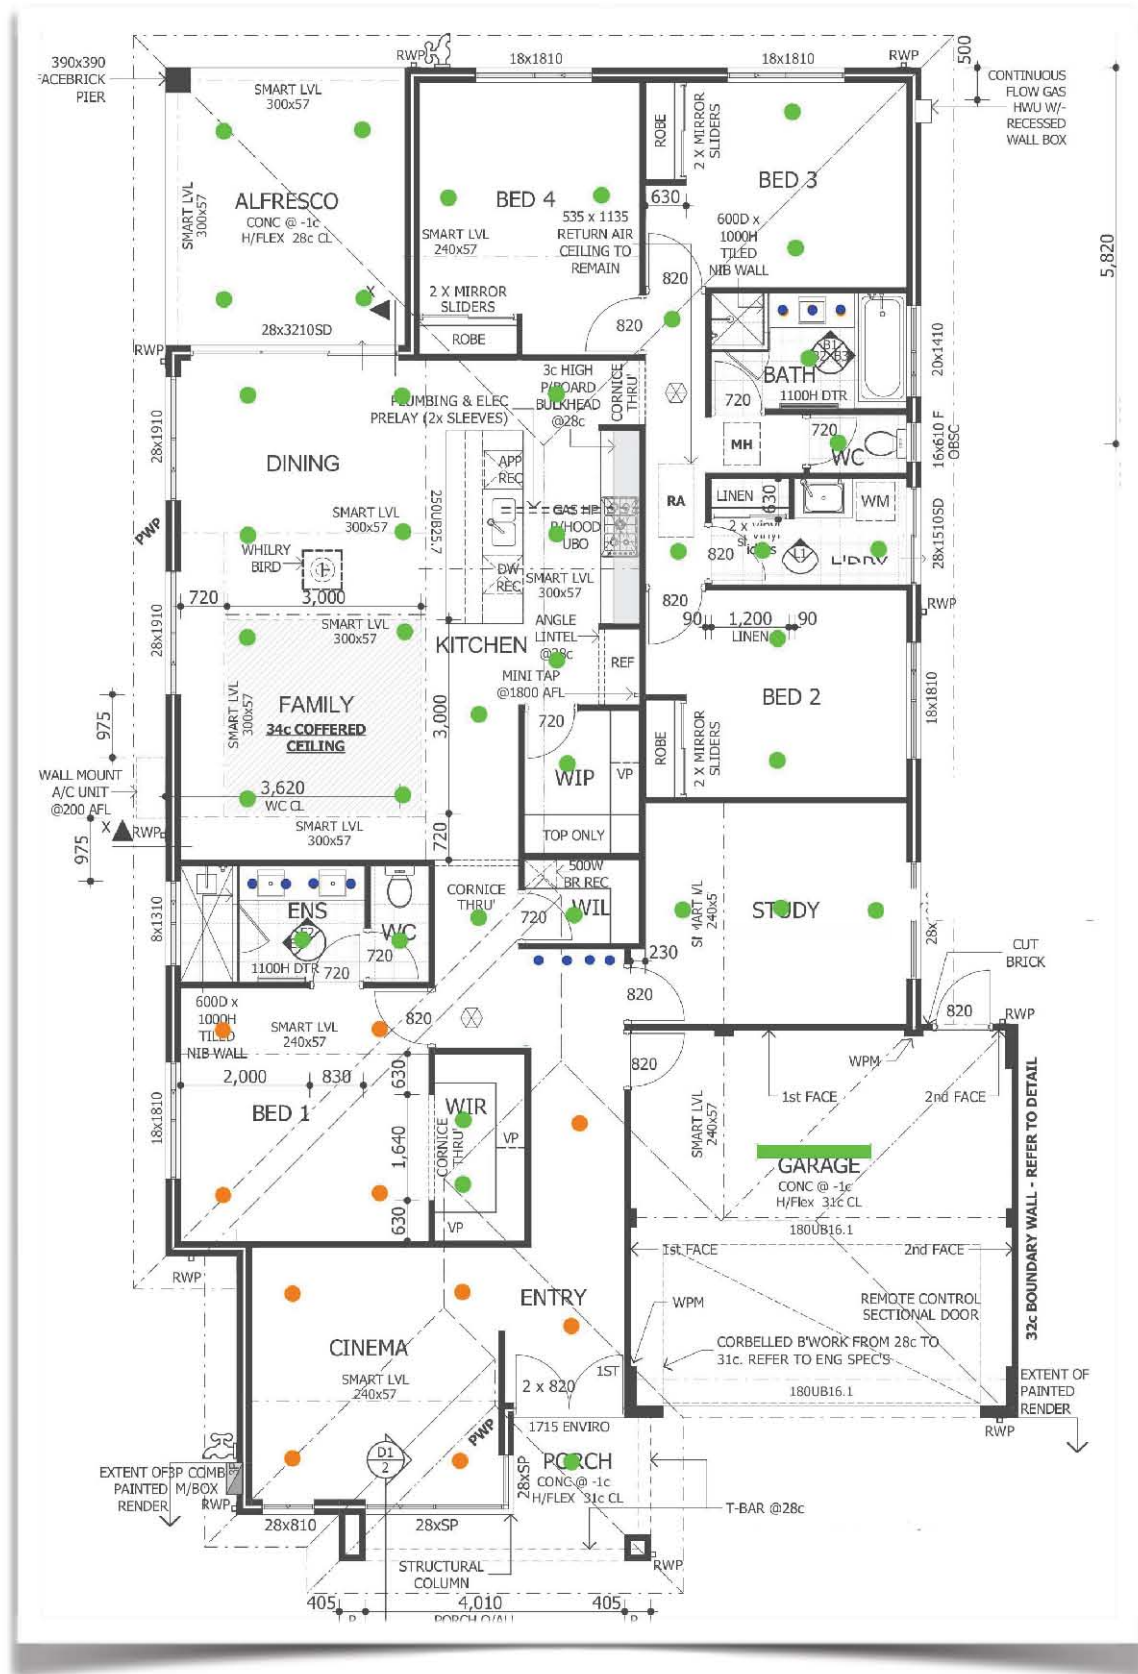 390x390
-ACEBRICK
PIER
RWP
28x1810
18x1810
RWP
500
CONTINUOUS
FLOW GAS
HWU W/-
RECESSED
WALL BOX
5,820
SMART LVL
300x57
SMART LVL
300x57
ALFRESCO
CONC @ -1c
H/FLEX 28c CL
X
28x3210SD
RWP
BED 4
SMART LVL
240x57
535 x 1135
RETURN AIR
CEILING TO
REMAIN
2 X MIRROR
SLIDERS
ROBE
820
ROBE
2 X MIRROR
SLIDERS
630
BED 3
600D x
1000H
TILED
NIB WALL
820
BATH
1100H DTR
720
20x1410
720
WC
16x610 F
OBSC
MH
RA
LINEN
630
WM
820
L1
28x1510SD
820
3c HIGH
P/BOARD
BULKHEAD
@28c
CORNICE
THRU'
PLUMBING & ELEC
PRELAY (2x SLEEVES)
28x1910
DINING
PWP
SMART LVL
300x57
WHILRY
BIRD
250UB25.7
APP
REC
DW
REC
GAS HP
R/HOOD
UBO
SMART LVL
300x57
720
3,000
28x1910
SMART LVL
300x57
KITCHEN
ANGLE
LINTEL
@28c
REF
MINI TAP
@1800 AFL
90
1,200
90
LINEN
RWP
FAMILY
34c COFFERED
CEILING
SMART LVL
300x57
3,000
BED 2
18x1810
ROBE
2 X MIRROR
SLIDERS
975
WALL MOUNT
A/C UNIT
@200 AFL
X
RWP
975
3,620
WC CL
SMART LVL
300x57
720
720
WIP
VP
TOP ONLY
500W
BR REC
CORNICE
THRU'
720
WIL
STUDY
28x
8x1310
ENS
WC
1100H DTR
720
720
230
820
CUT
BRICK
820
RWP
600D x
1000H
TILED
NIB WALL
SMART LVL
240x57
820
2,000
830
630
18x1810
BED 1
1,640
CORNICE
THRU'
WIR
VP
VP
630
RWP
820
WPM
1st FACE
2nd FACE
SMART LVL
240x57
GARAGE
CONC @ -1c
H/Flex 31c CL
180UB16.1
1st FACE
2nd FACE
32c BOUNDARY WALL - REFER TO DETAIL
WPM
REMOTE CONTROL
SECTIONAL DOOR
CORBELLED B'WORK FROM 28c TO
31c. REFER TO ENG SPEC'S
180UB16.1
EXTENT OF
PAINTED
RENDER
RWP
ENTRY
CINEMA
SMART LVL
240x57
1ST
2 x 820
1715 ENVIRO
PWP
D1
2
28xSP
PORCH
CONC @ -1c
H/FLEX 31c CL
T-BAR @28c
EXTENT OF
PAINTED
RENDER
3P COMB
M/BOX
RWP
28x810
28xSP
STRUCTURAL
COLUMN
RWP
405
4,010
405
PORCH O/ALL